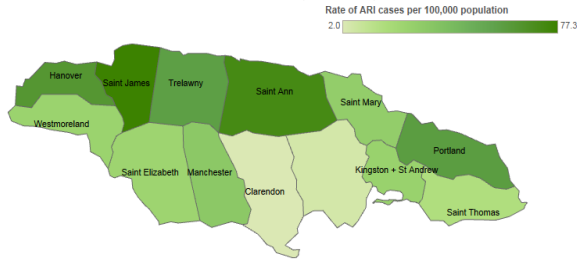 Rate of ARI cases per 100,000 population
2.0 77.3
Hanover
Saint James
Trelawny
Saint Ann
Saint Mary
Westmoreland
Portland
Saint Elizabeth
Manchester
Clarendon
Kingston + St Andrew
Saint Thomas